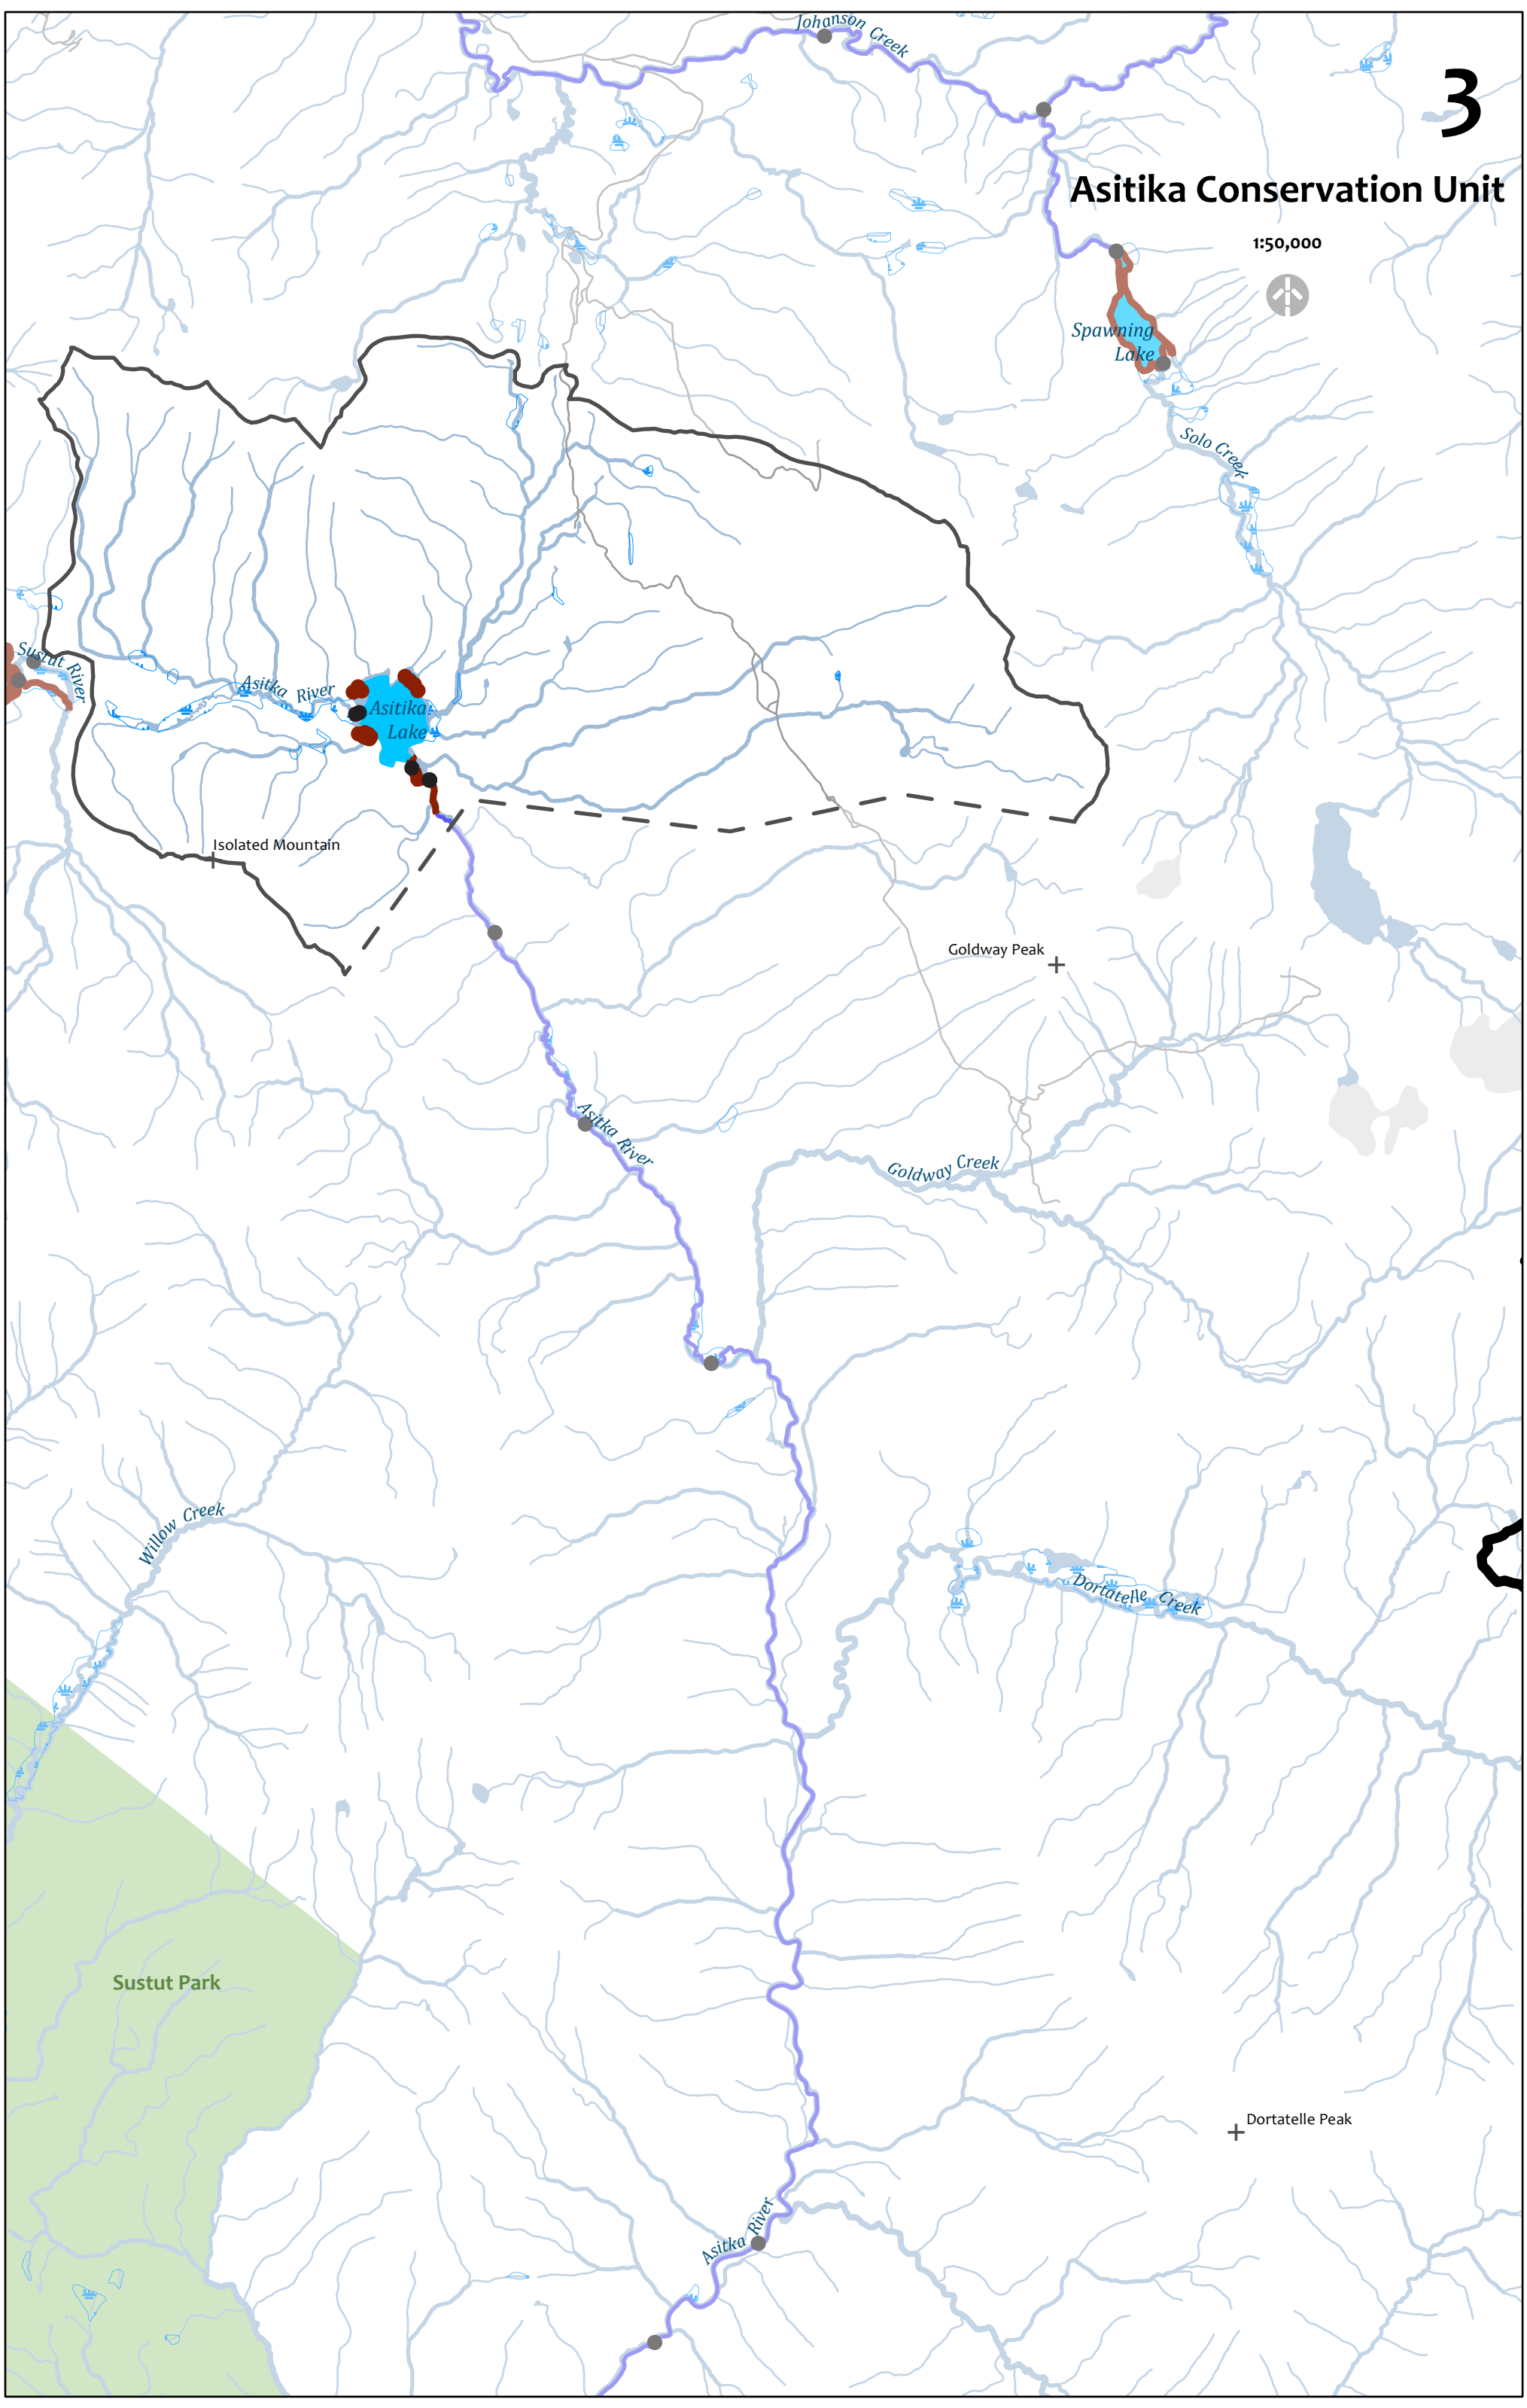 Johanson Creek
3
Asitika Conservation Unit
1:50,000
Spawning
Lake
Solo Creek
Sustut River
Asitka River
Asitika
Lake
Isolated Mountain
Goldway Peak
Asitka River
Goldway Creek
Willow Creek
Dortatelle Creek
Sustut Park
Dortatelle Peak
Asitka River